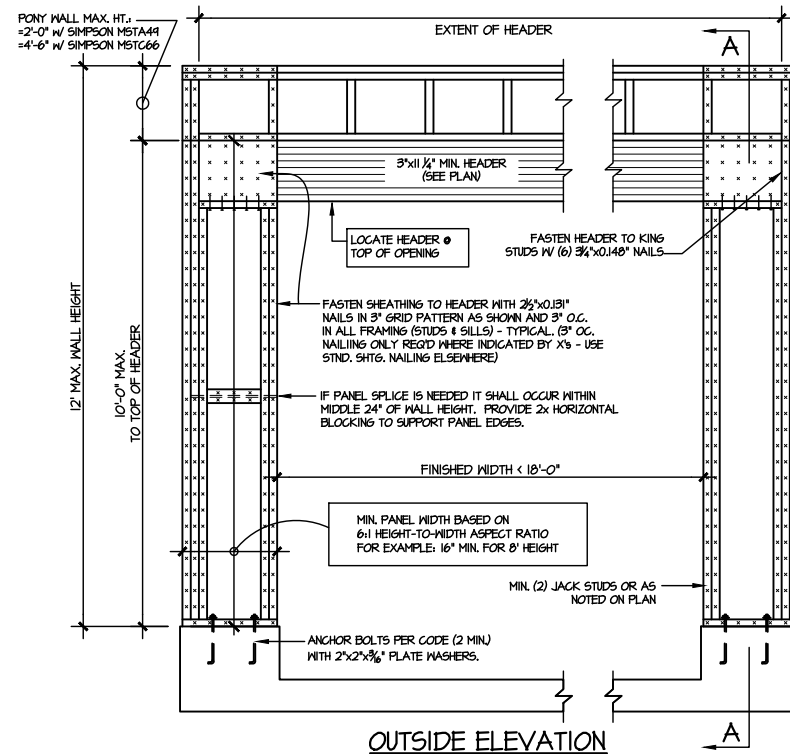 PONY WALL MAX. HT.:
=2'-0" W/ SIMPSON MSTA49
=4'-6" W/ SIMPSON MSTC66
EXTENT OF HEADER
A
3"x11 1/4" MIN. HEADER
(SEE PLAN)
LOCATE HEADER @
TOP OF OPENING
FASTEN HEADER TO KING
STUDS W/ (6) 3 1/4"x0.148" NAILS
FASTEN SHEATHING TO HEADER WITH 2 1/2"x0.131"
NAILS IN 3" GRID PATTERN AS SHOWN AND 3" O.C.
IN ALL FRAMING (STUDS & SILLS) - TYPICAL. (3" OC.
NAILIING ONLY REQ'D WHERE INDICATED BY X's - USE
STND. SHTG. NAILING ELSEWHERE)
12' MAX. WALL HEIGHT
10'-0" MAX.
TO TOP OF HEADER
IF PANEL SPLICE IS NEEDED IT SHALL OCCUR WITHIN
MIDDLE 24" OF WALL HEIGHT. PROVIDE 2x HORIZONTAL
BLOCKING TO SUPPORT PANEL EDGES.
FINISHED WIDTH < 18'-0"
MIN. PANEL WIDTH BASED ON
6:1 HEIGHT-TO-WIDTH ASPECT RATIO
FOR EXAMPLE: 16" MIN. FOR 8' HEIGHT
MIN. (2) JACK STUDS OR AS
NOTED ON PLAN
ANCHOR BOLTS PER CODE (2 MIN.)
WITH 2"x2"x3/16" PLATE WASHERS.
A
OUTSIDE ELEVATION